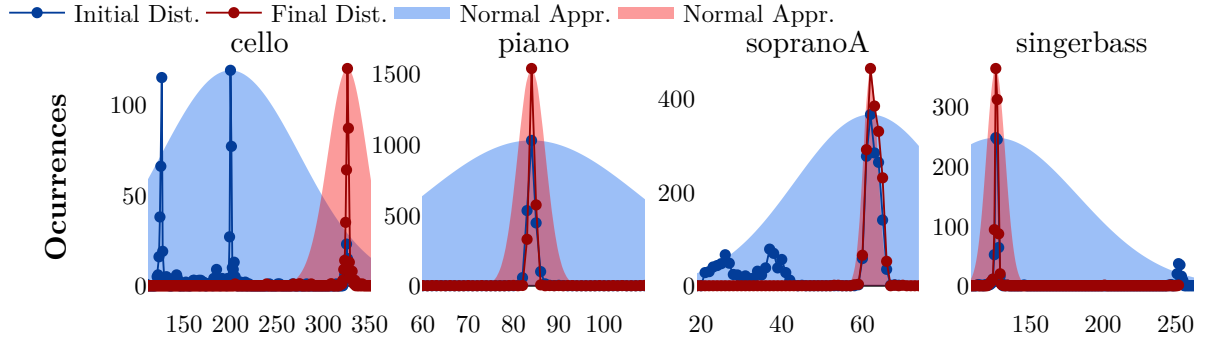 Initial Dist. Final Dist. Normal Appr. Normal Appr.
cello piano sopranoA singerbass
Ocurrences
0 50 100
0 500 1000 1500
0 200 400
0 100 200 300
150 200 250 300 350
60 70 80 90 100
20 40 60
150 200 250